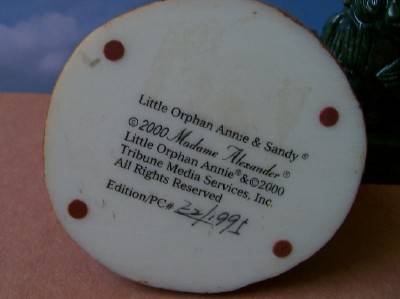 Little Orphan Annie & Sandy®
©2000 Madame Alexander®
Little Orphan Annie®&©2000
Tribune Media Services, Inc.
All Rights Reserved
Edition/PC#